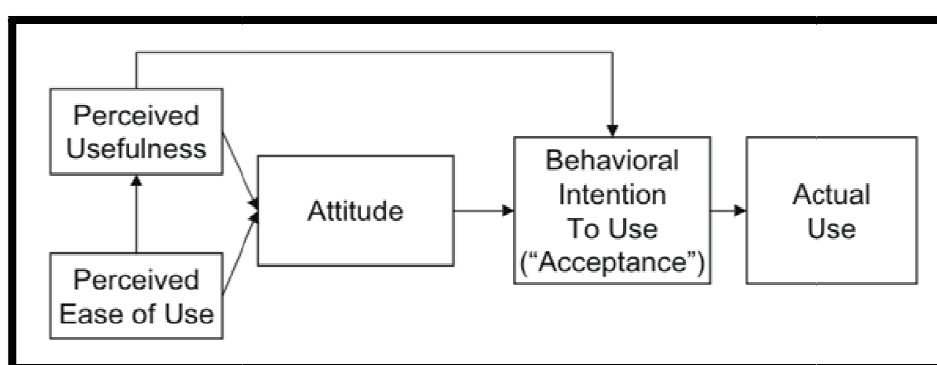 Perceived
Usefulness
Perceived
Ease of Use
Attitude
Behavioral
Intention
To Use
(“Acceptance”)
Actual
Use